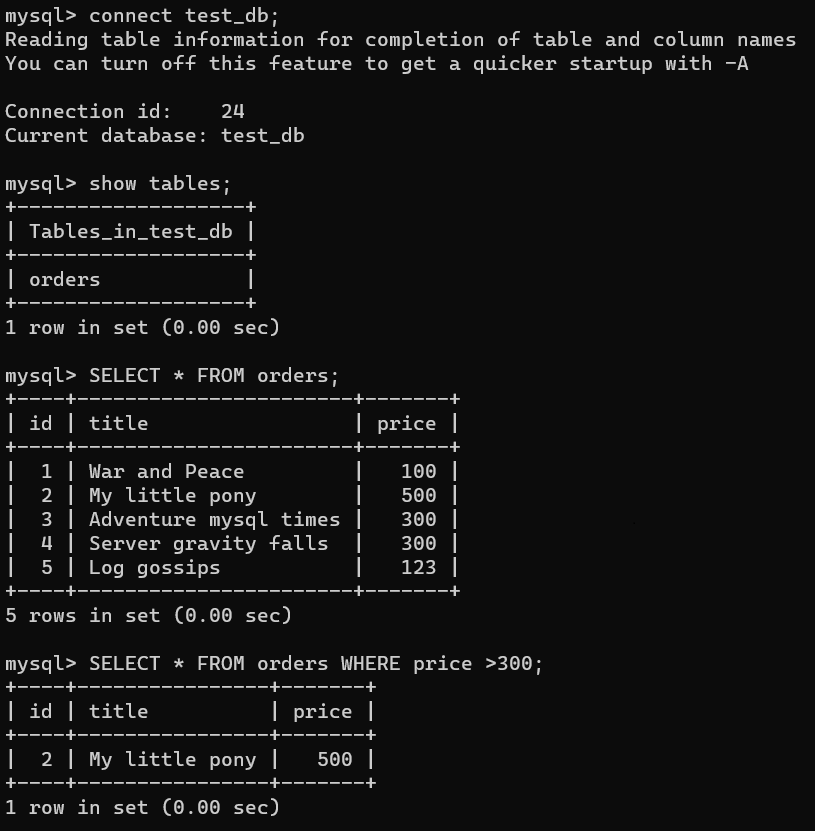 mysql> connect test_db;
Reading table information for completion of table and column names
You can turn off this feature to get a quicker startup with -A

Connection id:    24
Current database: test_db

mysql> show tables;
+-------------------+
| Tables_in_test_db |
+-------------------+
| orders            |
+-------------------+
1 row in set (0.00 sec)

mysql> SELECT * FROM orders;
+----+-----------------------+-------+
| id | title                 | price |
+----+-----------------------+-------+
|  1 | War and Peace         |   100 |
|  2 | My little pony        |   500 |
|  3 | Adventure mysql times |   300 |
|  4 | Server gravity falls  |   300 |
|  5 | Log gossips           |   123 |
+----+-----------------------+-------+
5 rows in set (0.00 sec)

mysql> SELECT * FROM orders WHERE price >300;
+----+----------------+-------+
| id | title          | price |
+----+----------------+-------+
|  2 | My little pony |   500 |
+----+----------------+-------+
1 row in set (0.00 sec)